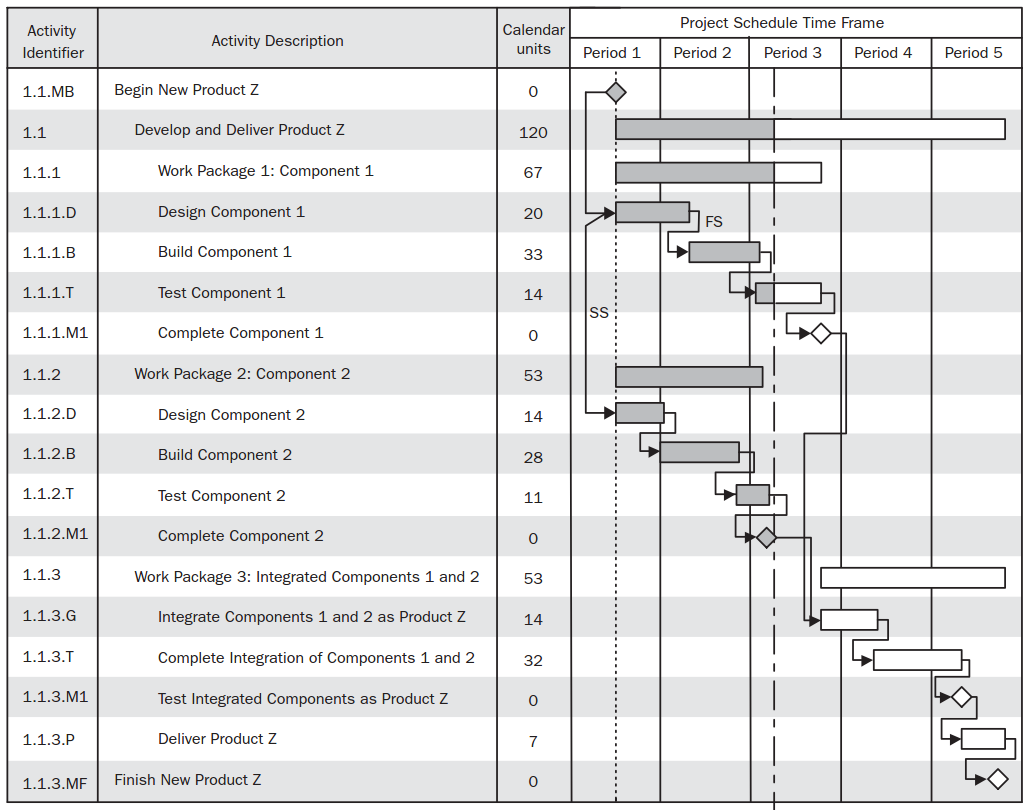 Activity Identifier
Activity Description
Calendar units
Project Schedule Time Frame
Period 1 Period 2 Period 3 Period 4 Period 5
1.1.MB Begin New Product Z 0
1.1 Develop and Deliver Product Z 120
1.1.1 Work Package 1: Component 1 67
1.1.1.D Design Component 1 20
FS
1.1.1.B Build Component 1 33
1.1.1.T Test Component 1 14
SS
1.1.1.M1 Complete Component 1 0
1.1.2 Work Package 2: Component 2 53
1.1.2.D Design Component 2 14
1.1.2.B Build Component 2 28
1.1.2.T Test Component 2 11
1.1.2.M1 Complete Component 2 0
1.1.3 Work Package 3: Integrated Components 1 and 2 53
1.1.3.G Integrate Components 1 and 2 as Product Z 14
1.1.3.T Complete Integration of Components 1 and 2 32
1.1.3.M1 Test Integrated Components as Product Z 0
1.1.3.P Deliver Product Z 7
1.1.3.MF Finish New Product Z 0